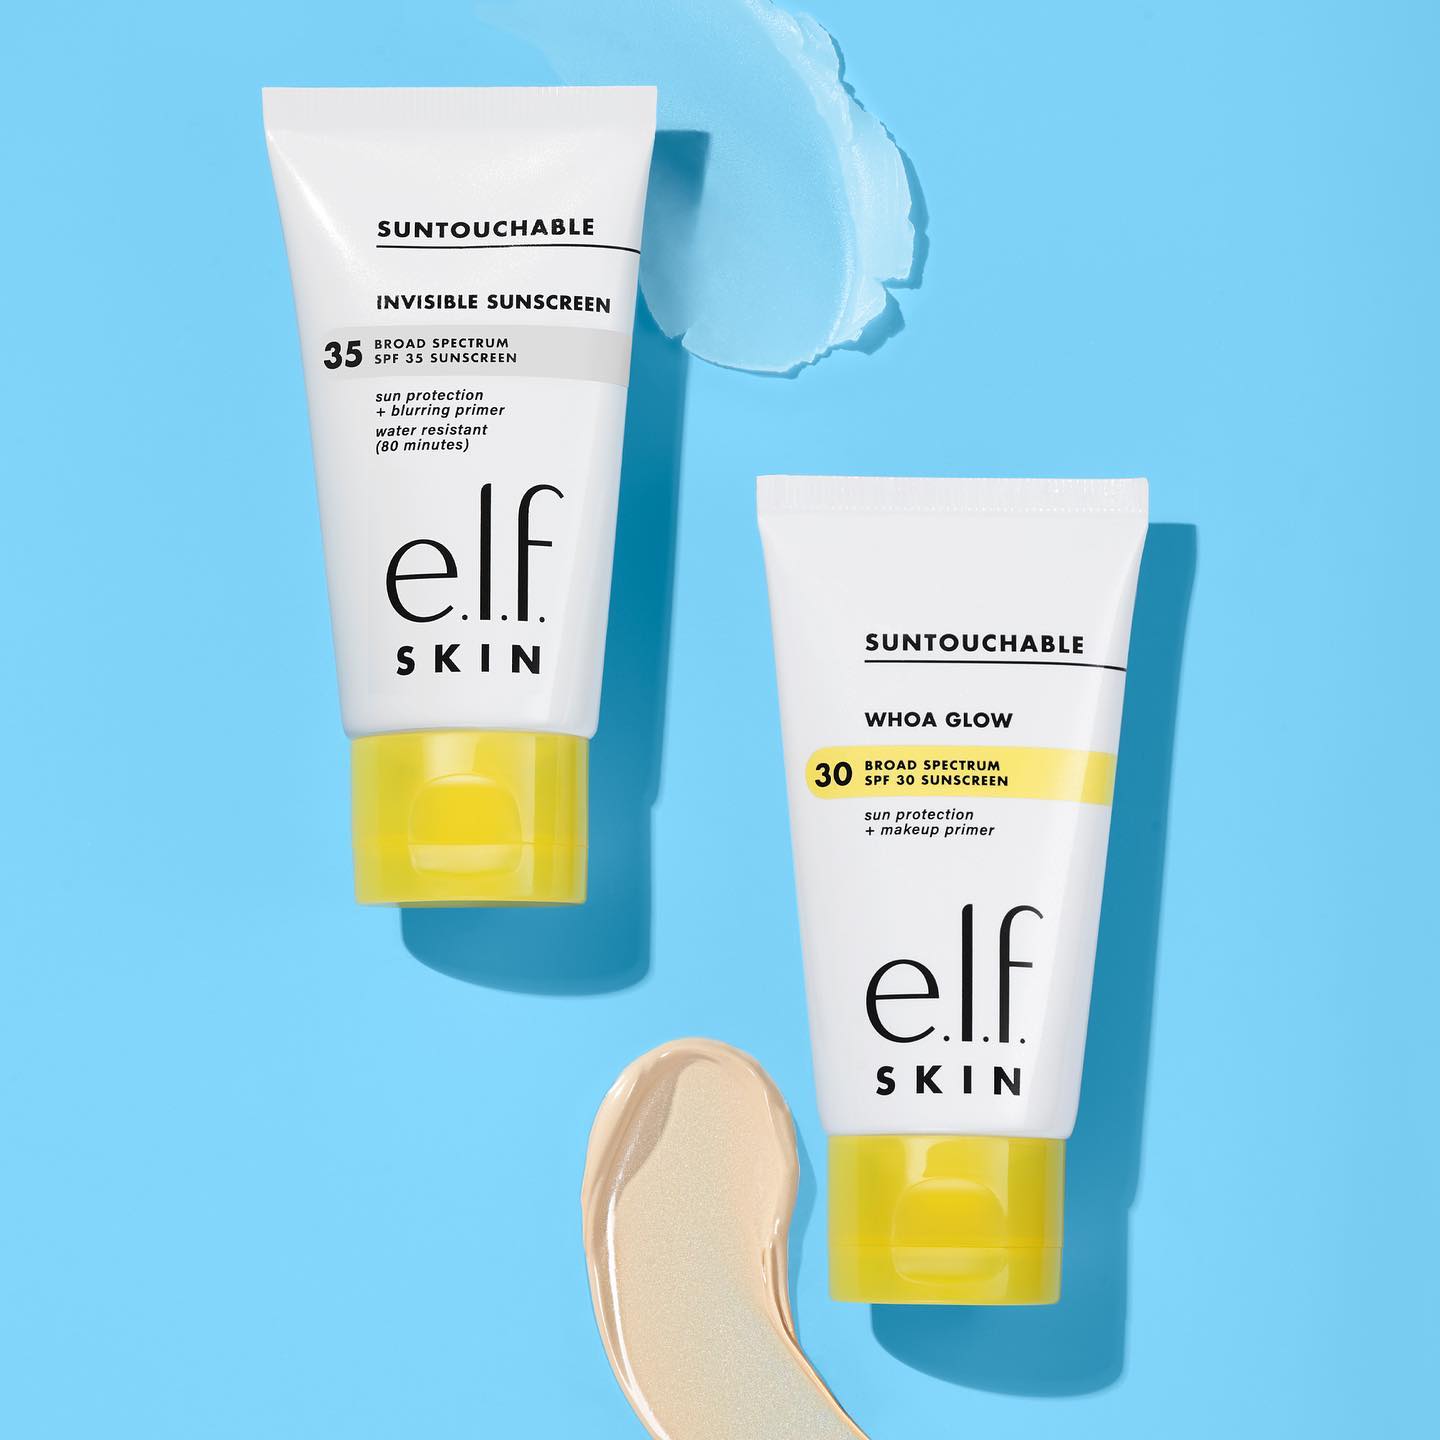 SUNTOUCHABLE
INVISIBLE SUNSCREEN
35
BROAD SPECTRUM
SPF 35 SUNSCREEN
sun protection
+ blurring primer
water resistant
(80 minutes)
e.l.f.
SKIN
SUNTOUCHABLE
WHOA GLOW
30
BROAD SPECTRUM
SPF 30 SUNSCREEN
sun protection
+ makeup primer
e.l.f.
SKIN